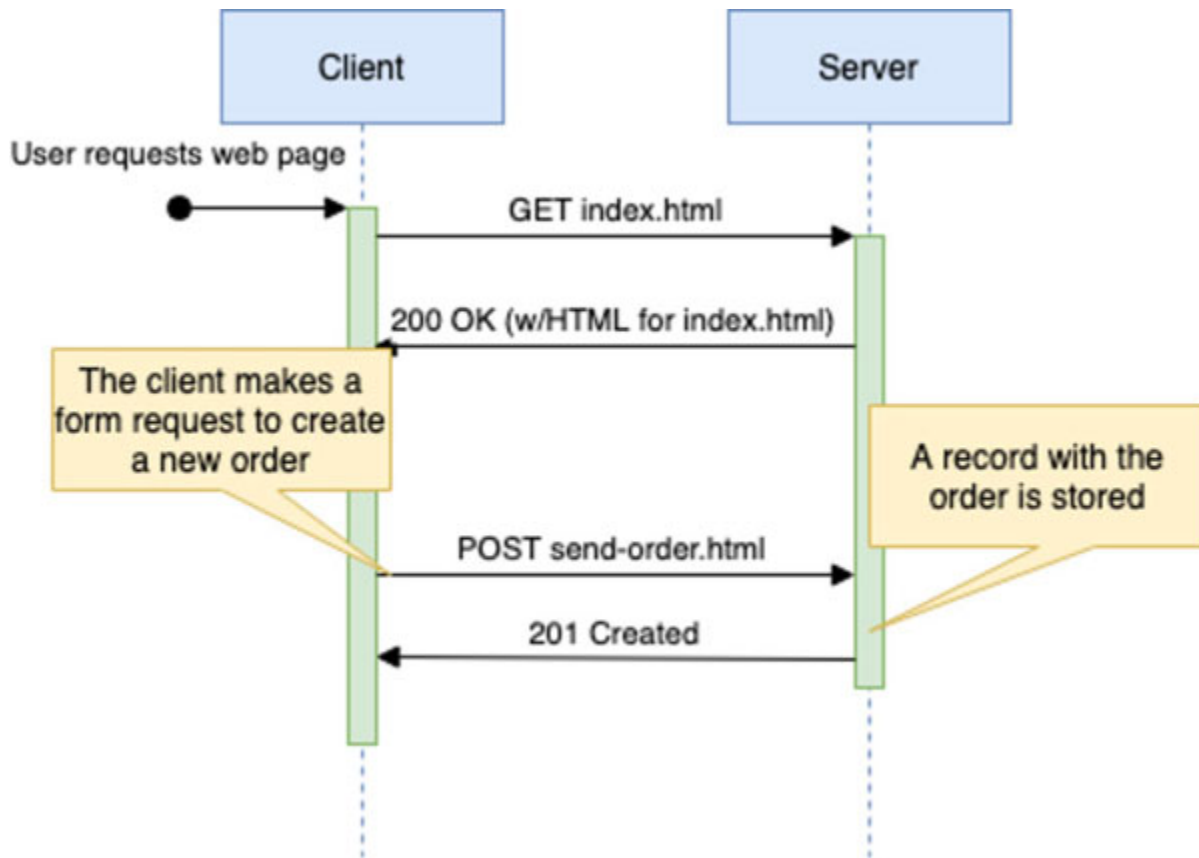 Client
Server
User requests web page
GET index.html
200 OK (w/HTML for index.html)
The client makes a
form request to create
a new order
A record with the
order is stored
POST send-order.html
201 Created